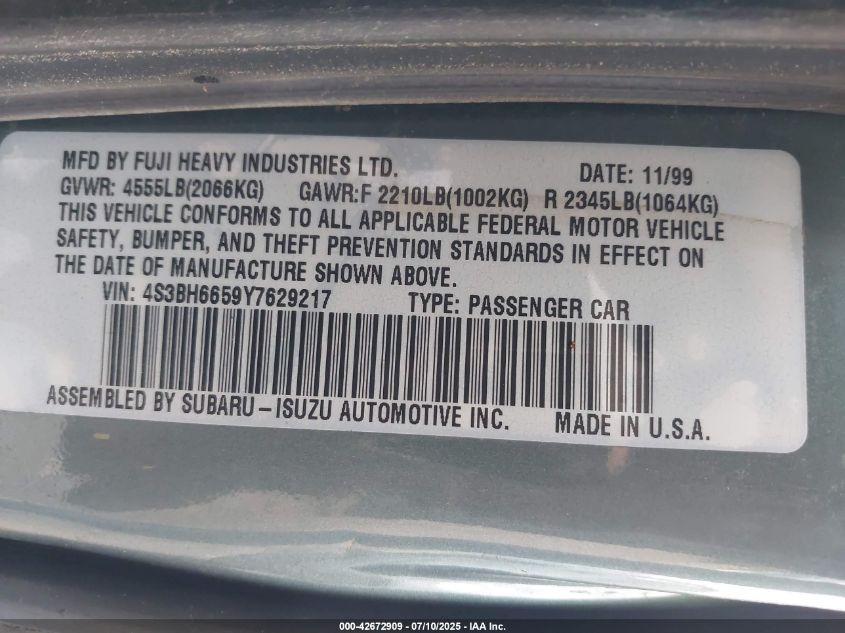 MFD BY FUJI HEAVY INDUSTRIES LTD. DATE: 11/99
GVWR: 4555LB(2066KG) GAWR:F 2210LB(1002KG) R 2345LB(1064KG)
THIS VEHICLE CONFORMS TO ALL APPLICABLE FEDERAL MOTOR VEHICLE
SAFETY, BUMPER, AND THEFT PREVENTION STANDARDS IN EFFECT ON
THE DATE OF MANUFACTURE SHOWN ABOVE.
VIN: 4S3BH6659Y7629217 TYPE: PASSENGER CAR
ASSEMBLED BY SUBARU-ISUZU AUTOMOTIVE INC. MADE IN U.S.A.
000-42672909 - 07/10/2025 - IAA Inc.